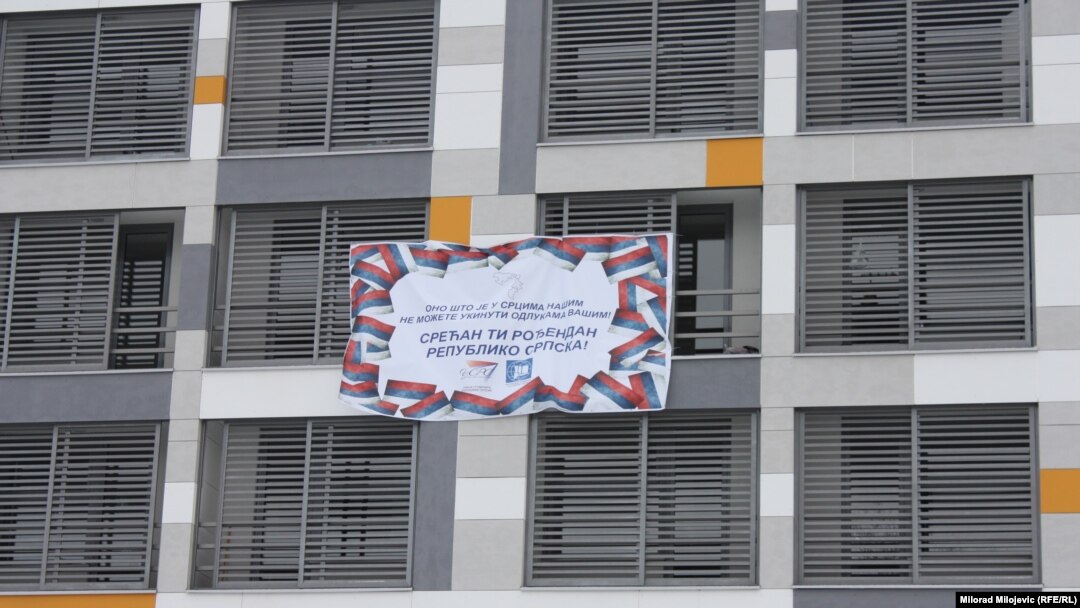 ОНО ШТО ЈЕ У СРЦИМА НАШИМ
НЕ МОЖЕТЕ УКИНУТИ ОДЛУКАМА ВАШИМ!
СРЕЋАН ТИ РОЂЕНДАН
РЕПУБЛИКО СРПСКА!
Milorad Milojevic (RFE/RL)